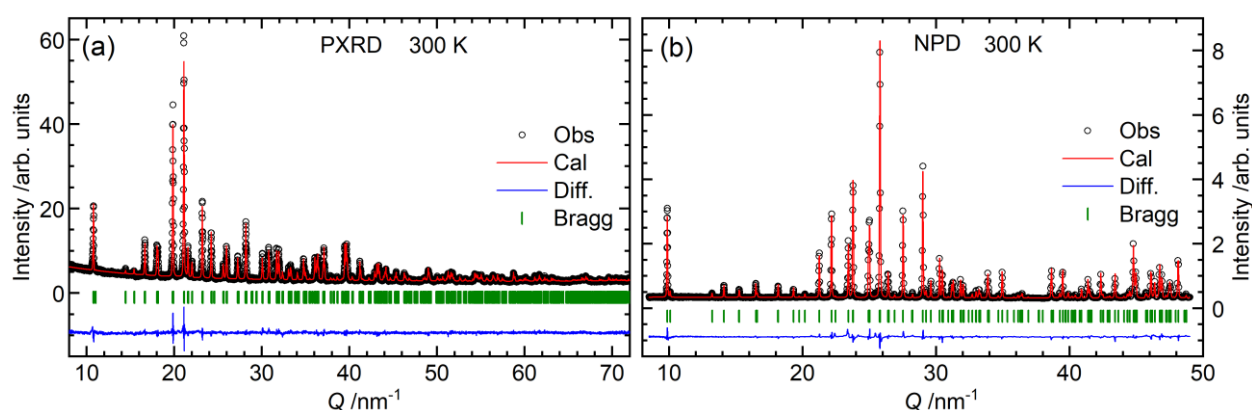 (a) PXRD 300 K
60
40
20
0
Intensity /arb. units
Obs
Cal
Diff.
Bragg
10 20 30 40 50 60 70
Q /nm⁻¹
(b) NPD 300 K
8
6
4
2
0
Intensity /arb. units
Obs
Cal
Diff.
Bragg
20 30 40 50
Q /nm⁻¹